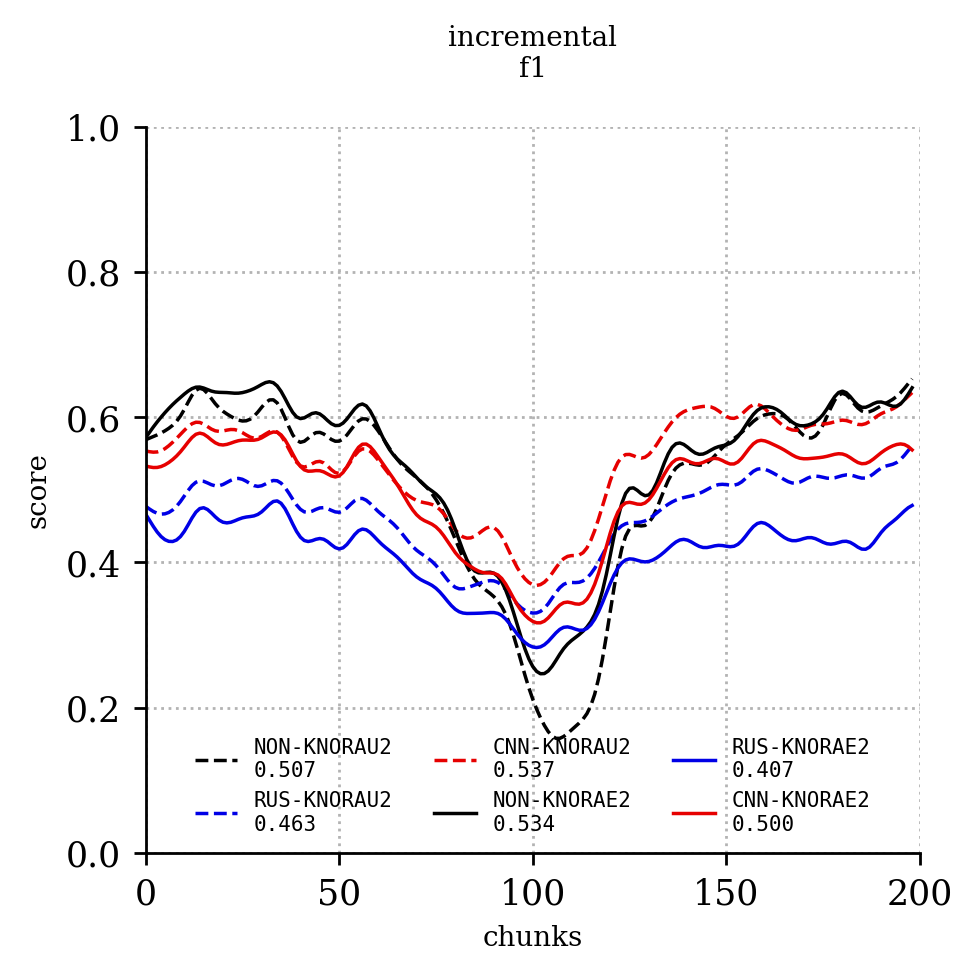 incremental
f1
1.0
0.8
0.6
0.4
0.2
0.0
score
NON-KNORAU2
0.507
CNN-KNORAU2
0.537
RUS-KNORAE2
0.407
RUS-KNORAU2
0.463
NON-KNORAE2
0.534
CNN-KNORAE2
0.500
0 50 100 150 200
chunks